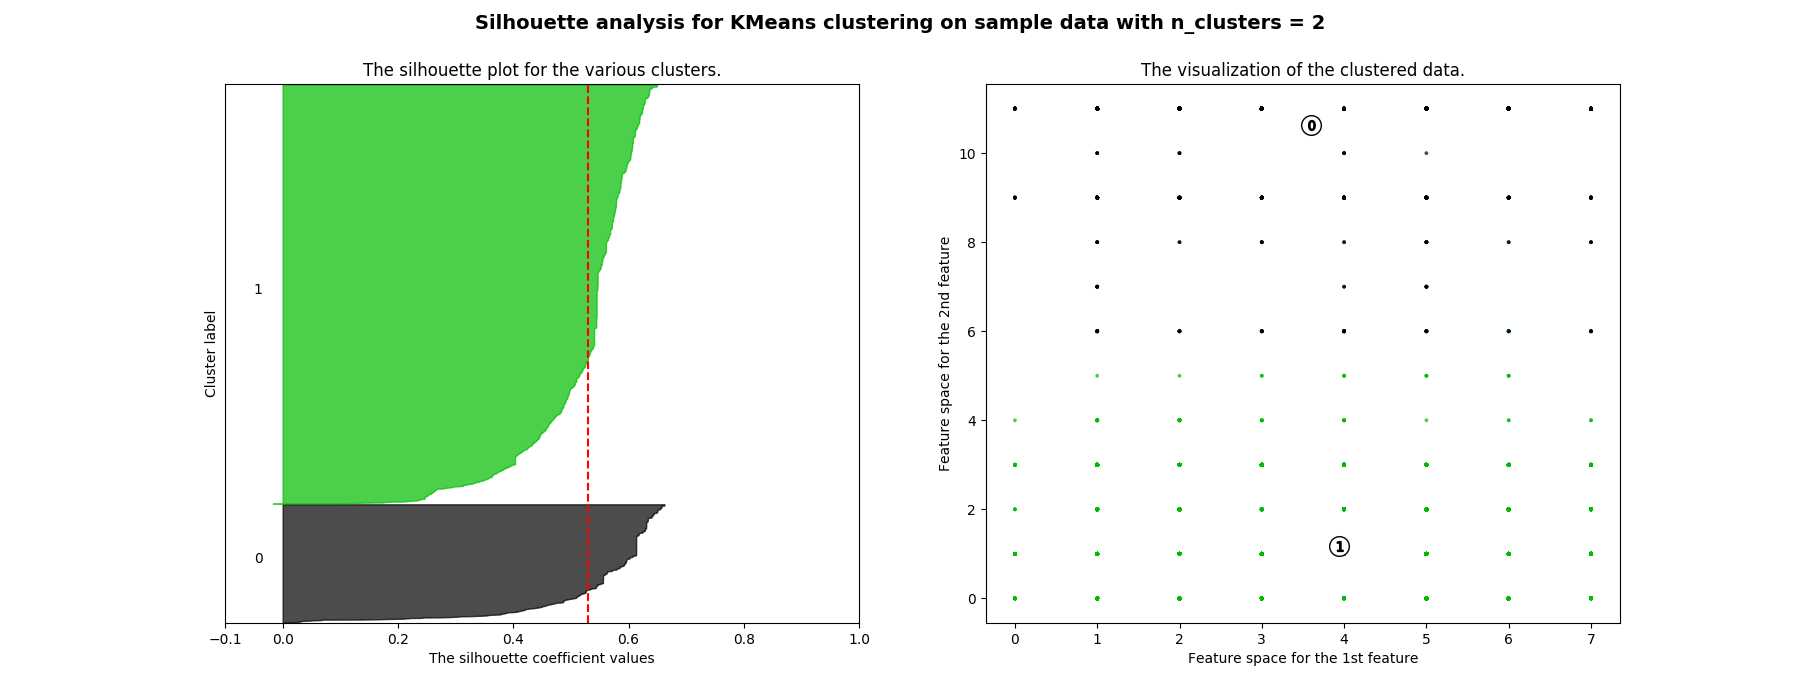 Silhouette analysis for KMeans clustering on sample data with n_clusters = 2
The silhouette plot for the various clusters.
Cluster label
1
0
−0.1 0.0 0.2 0.4 0.6 0.8 1.0
The silhouette coefficient values
The visualization of the clustered data.
Feature space for the 2nd feature
10
8
6
4
2
0
0
1
0 1 2 3 4 5 6 7
Feature space for the 1st feature